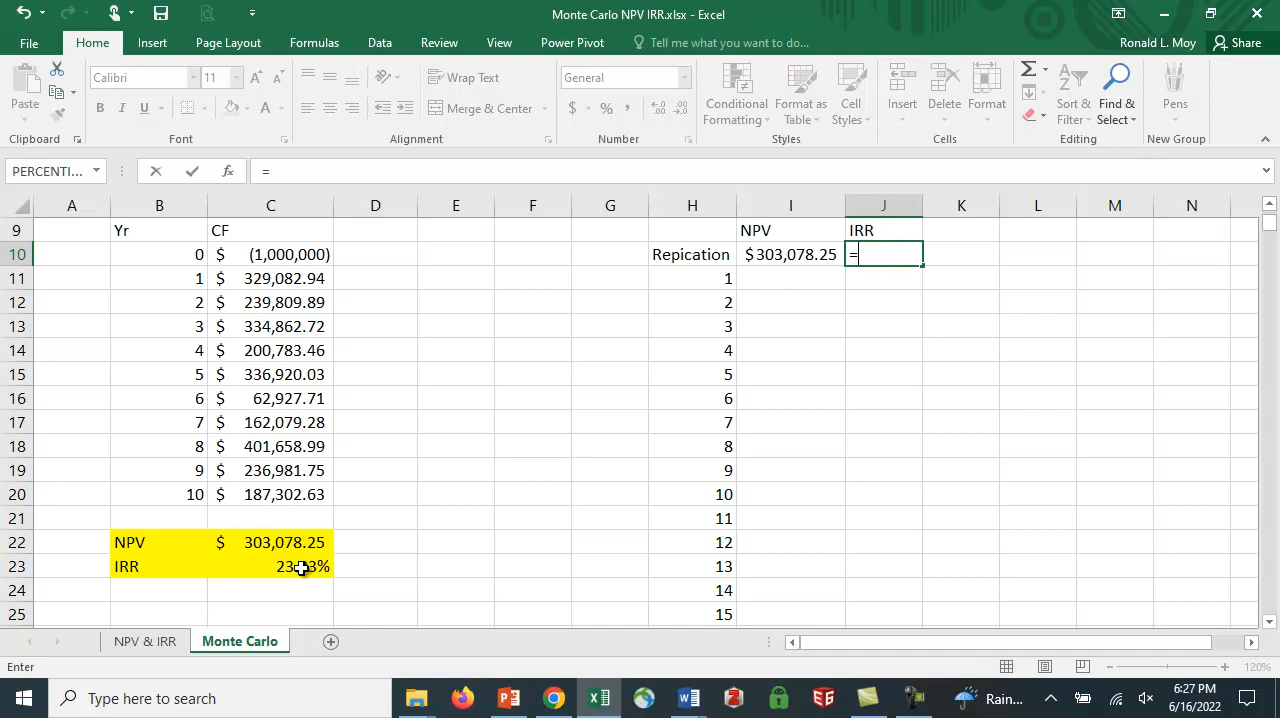 Monte Carlo NPV IRR.xlsx - Excel
File Home Insert Page Layout Formulas Data Review View Power Pivot Tell me what you want to do... Ronald L. Moy Share
Paste Calibri 11 Wrap Text General Conditional Formatting Format as Table Cell Styles Insert Delete Format Sort & Filter Find & Select Pens
B I U Merge & Center $ %
Clipboard Font Alignment Number Styles Cells Editing New Group
PERCENTI... fx =
A B C D E F G H I J K L M N
9 Yr CF NPV IRR
10 0 $ (1,000,000) Repication $303,078.25 =
11 1 $ 329,082.94 1
12 2 $ 239,809.89 2
13 3 $ 334,862.72 3
14 4 $ 200,783.46 4
15 5 $ 336,920.03 5
16 6 $ 62,927.71 6
17 7 $ 162,079.28 7
18 8 $ 401,658.99 8
19 9 $ 236,981.75 9
20 10 $ 187,302.63 10
21 11
22 NPV $ 303,078.25 12
23 IRR 13
24 14
25 15
NPV & IRR Monte Carlo
Enter 120%
Type here to search Rain... 6:27 PM
6/16/2022